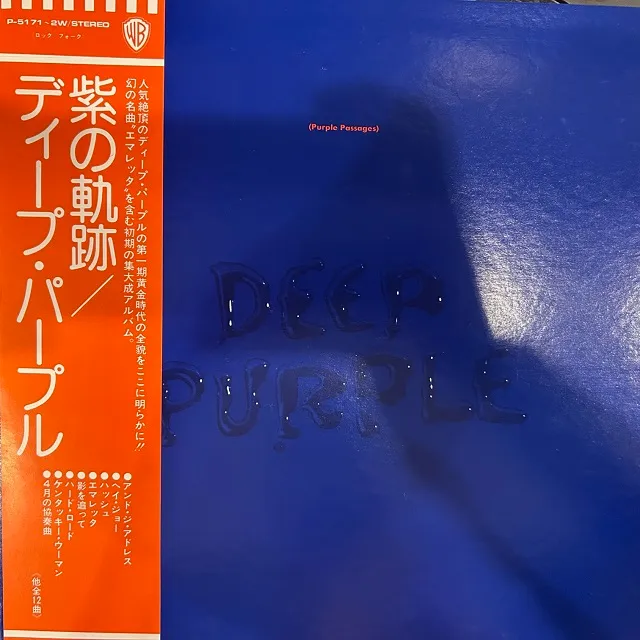 P-5171~2W/STEREO
ロック フォーク
WB
紫の軌跡/
ディープ・パープル
人気絶頂のディープ・パープルの第一期黄金時代の全貌をここに明らかに!!
幻の名曲“エマレッタ”を含む初期の集大成アルバム。
●アンド・ジ・アドレス
●ヘイ・ジョー
●ハッシュ
●エマレッタ
●影を追って
●ハード・ロード
●ケンタッキー・ウーマン
●4月の協奏曲
《他全12曲》
(Purple Passages)
DEEP
PURPLE